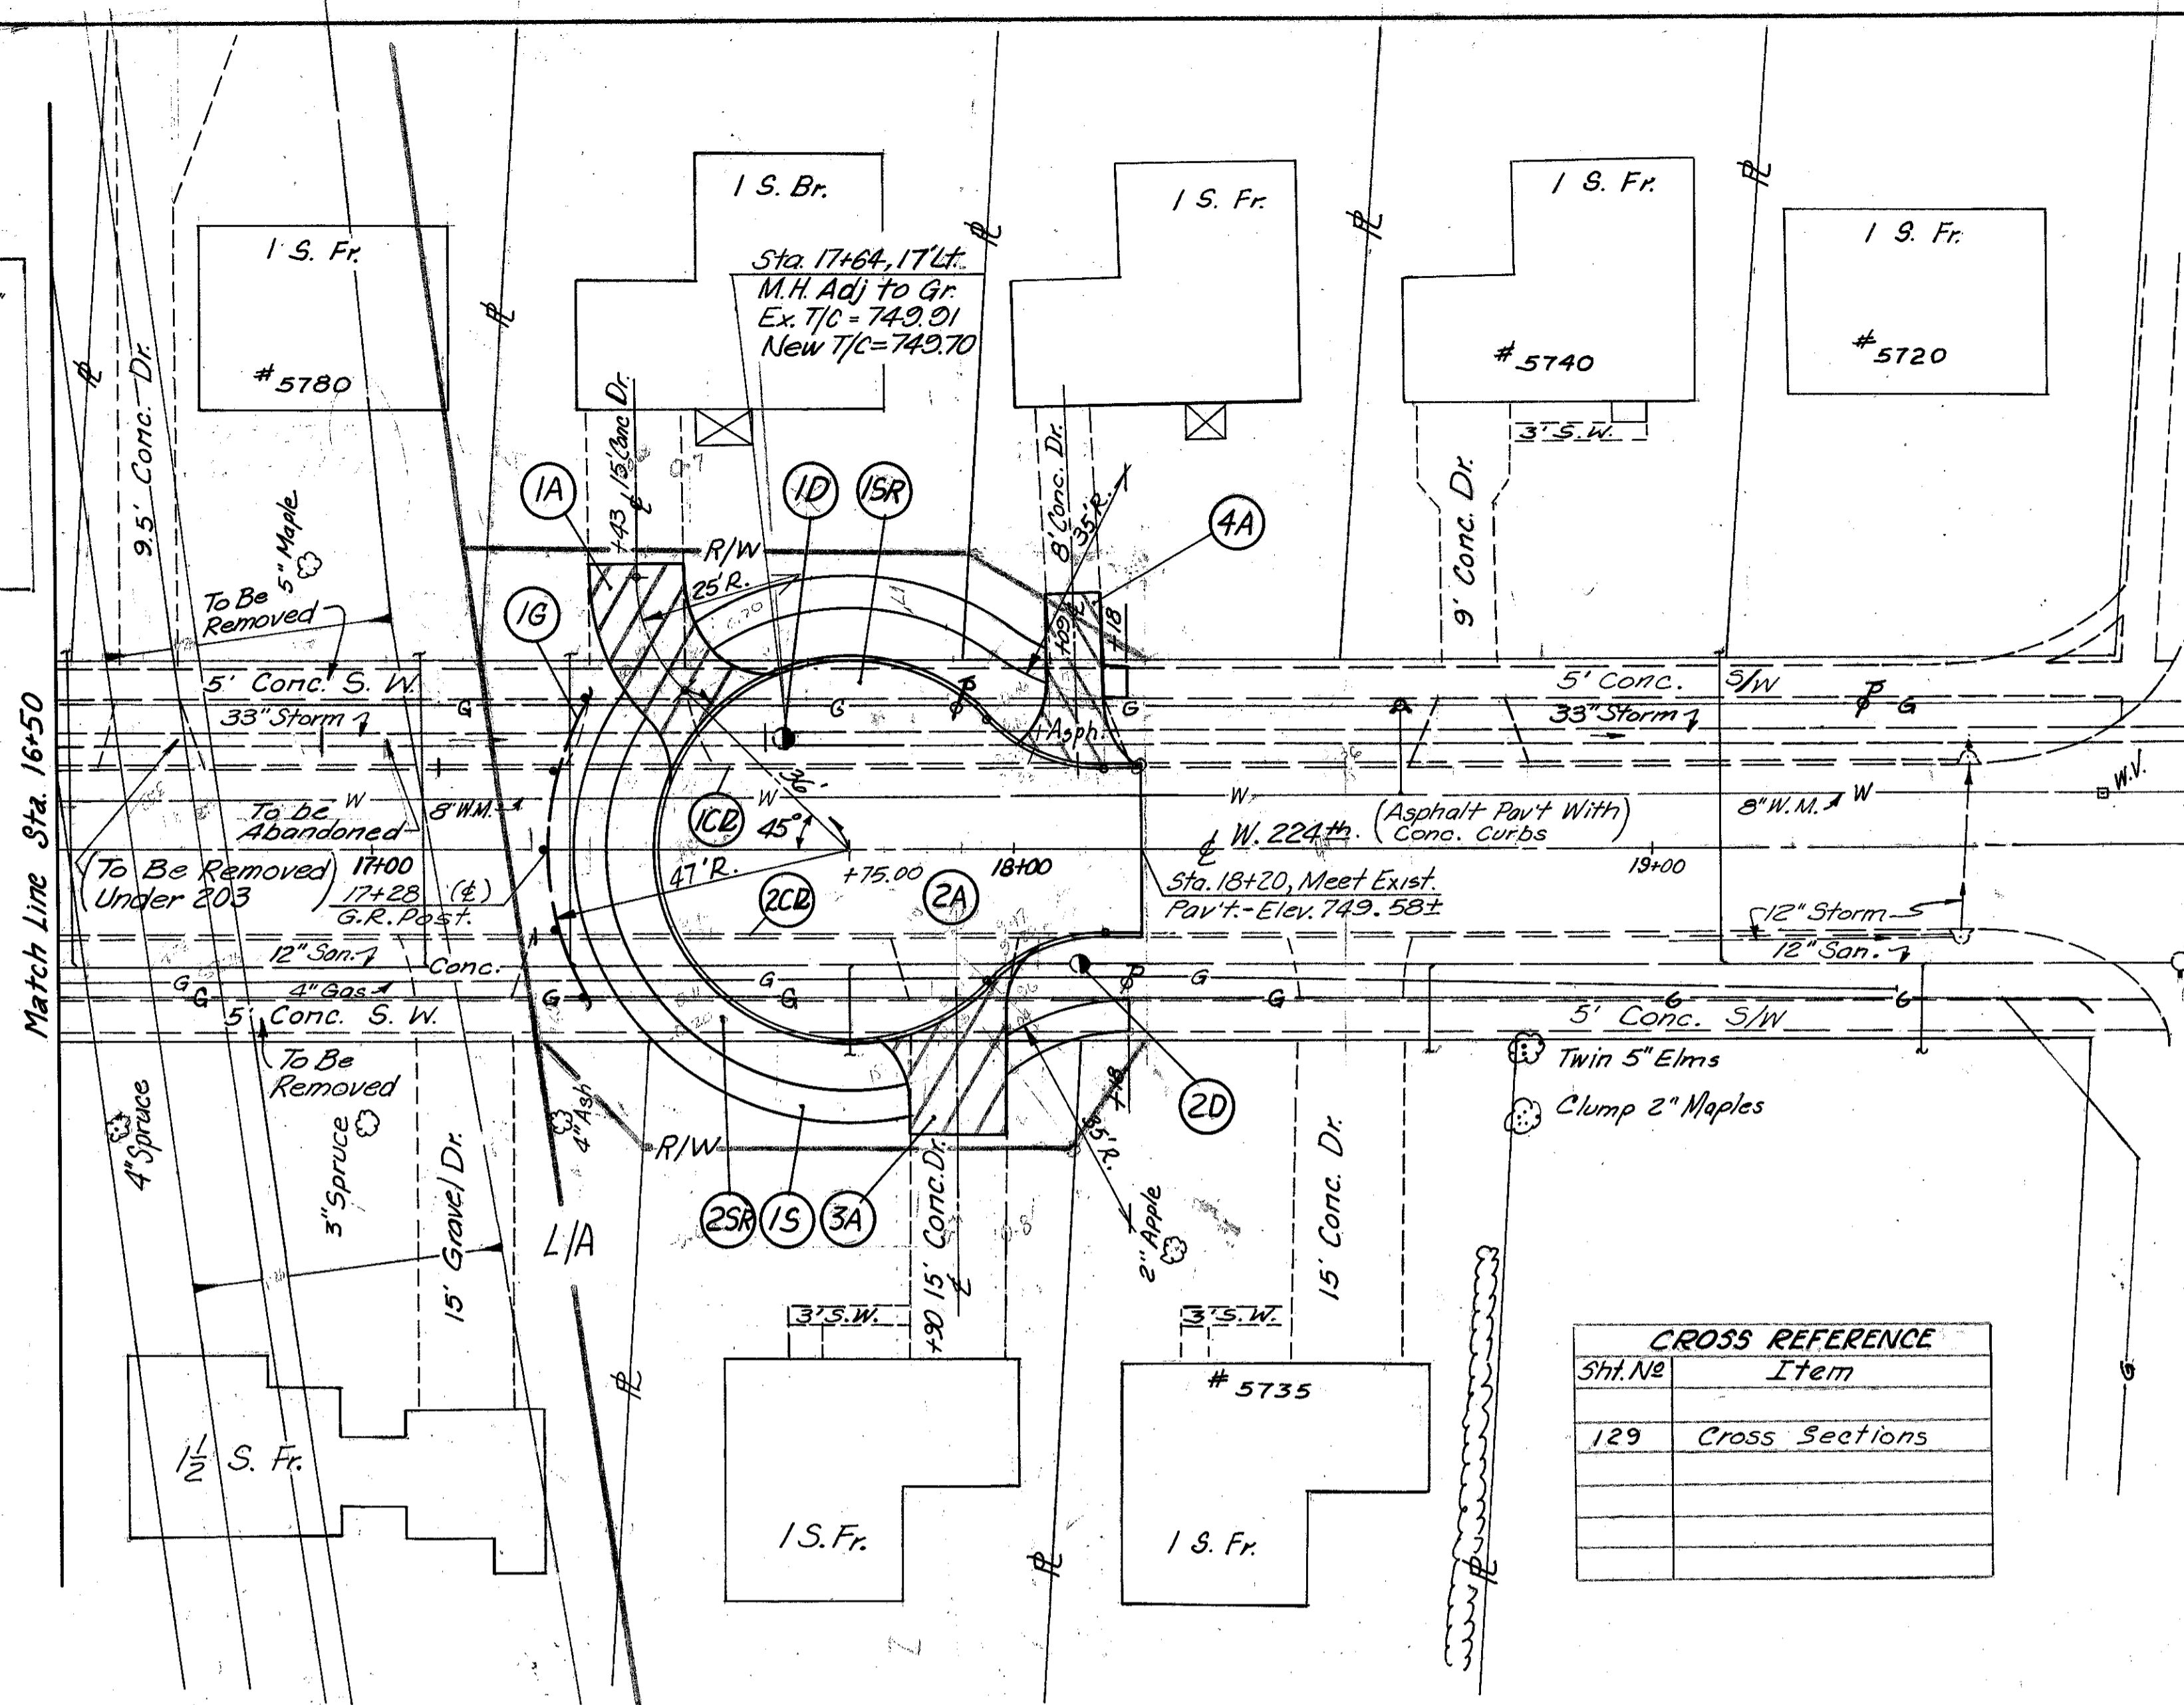 1 S. Br.
1 S. Fr.
1 S. Fr.
1 S. Fr.
1 S. Fr.
Sta. 17+64, 17' Lt.
M.H. Adj to Gr.
Ex. T/C = 749.91
New T/C = 749.70
# 5780
# 5740
# 5720
9.5' Conc. Dr.
+43 15' Conc Dr.
8' Conc. Dr.
3' S.W.
9' Conc. Dr.
5" Maple
1A
1D
1SR
35' R.
4A
R/W
25' R.
1G
To Be
Removed
+09
+18
5' Conc. S. W.
5' Conc. S/W
G
G
G
G
33" Storm
33" Storm
+Asph.
36'
W
W
W
W
W.V.
To be
Abandoned
8" W.M.
8" W.M.
1CR
45°
(Asphalt Pav't With
Conc. Curbs)
℄ W. 224th.
Match Line Sta. 16+50
(To Be Removed
Under 203)
17+00
+75.00
18+00
19+00
17+28 (℄)
G.R. Post.
47' R.
2CR
2A
Sta. 18+20, Meet Exist.
Pav't. - Elev. 749.58±
12" Storm
12" San.
12" San.
Conc.
G
G
G
G
G
G
G
G
G
G
4" Gas
5' Conc. S. W.
5' Conc. S/W
To Be
Removed
Twin 5" Elms
Clump 2" Maples
4" Spruce
3" Spruce
15' Gravel Dr.
4" Ash
R/W
+18
35' R.
2D
2SR
1S
3A
L/A
+90 15' Conc. Dr.
2" Apple
15' Conc. Dr.
3' S.W.
3' S.W.
# 5735
1 1/2 S. Fr.
1 S. Fr.
1 S. Fr.
G
CROSS REFERENCE
Sht. Nº Item
129 Cross Sections